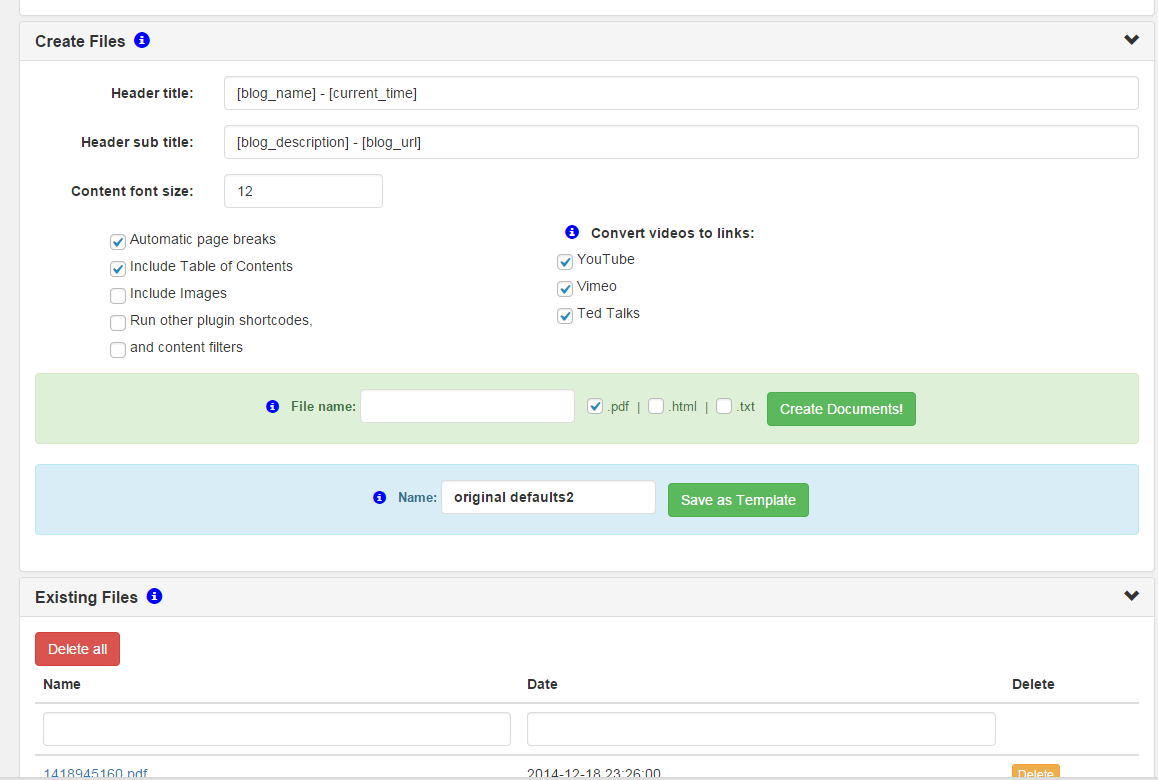 Create Files
Header title: [blog_name] - [current_time]
Header sub title: [blog_description] - [blog_url]
Content font size: 12
Automatic page breaks
Include Table of Contents
Include Images
Run other plugin shortcodes,
and content filters
Convert videos to links:
YouTube
Vimeo
Ted Talks
File name: .pdf | .html | .txt Create Documents!
Name: original defaults2 Save as Template
Existing Files
Delete all
Name Date Delete
1418945160.pdf 2014-12-18 23:26:00 Delete